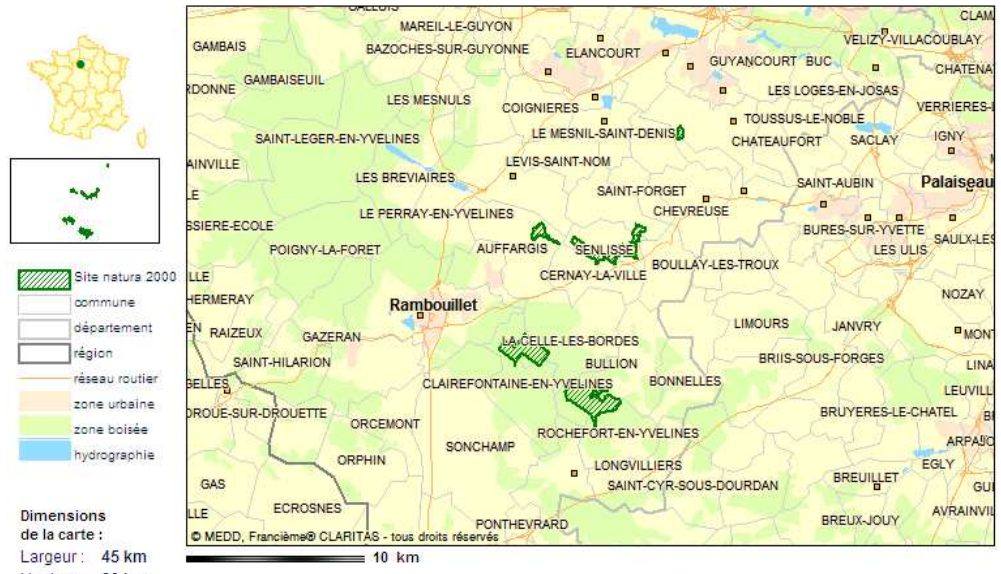 GALLUIS
MAREIL-LE-GUYON
CLAM
GAMBAIS
BAZOCHES-SUR-GUYONNE
ELANCOURT
VELIZY-VILLACOUBLAY
GUYANCOURT BUC
CHATENA
GAMBAISEUIL
RDONNE
LES MESNULS
LES LOGES-EN-JOSAS
COIGNIERES
VERRIERES-L
TOUSSUS-LE-NOBLE
SAINT-LEGER-EN-YVELINES
LE MESNIL-SAINT-DENIS
CHATEAUFORT
SACLAY
IGNY
AINVILLE
LEVIS-SAINT-NOM
LES BREVIAIRES
SAINT-FORGET
SAINT-AUBIN
Palaiseau
LE
LE PERRAY-EN-YVELINES
CHEVREUSE
SSIERE-ECOLE
BURES-SUR-YVETTE
SAULX-LES
POIGNY-LA-FORET
AUFFARGIS
SENLISSE
LES ULIS
CERNAY-LA-VILLE
BOULLAY-LES-TROUX
Site natura 2000
LLE
commune
HERMERAY
Rambouillet
NOZAY
département
EN
RAIZEUX
GAZERAN
LA-CELLE-LES-BORDES
LIMOURS
JANVRY
MONT
région
SAINT-HILARION
BULLION
BRIIS-SOUS-FORGES
LINA
réseau routier
GELLES
CLAIREFONTAINE-EN-YVELINES
BONNELLES
LEUVILL
zone urbaine
DROUE-SUR-DROUETTE
ORCEMONT
BRUYERES-LE-CHATEL
zone boisée
SONCHAMP
ROCHEFORT-EN-YVELINES
ARPAJO
hydrographie
ORPHIN
LONGVILLIERS
EGLY
GAS
SAINT-CYR-SOUS-DOURDAN
BREUILLET
GUI
LLE
ECROSNES
PONTHEVRARD
BREUX-JOUY
AVRAINVIL
Dimensions
de la carte :
© MEDD, Francième® CLARITAS - tous droits réservés
Largeur : 45 km
10 km